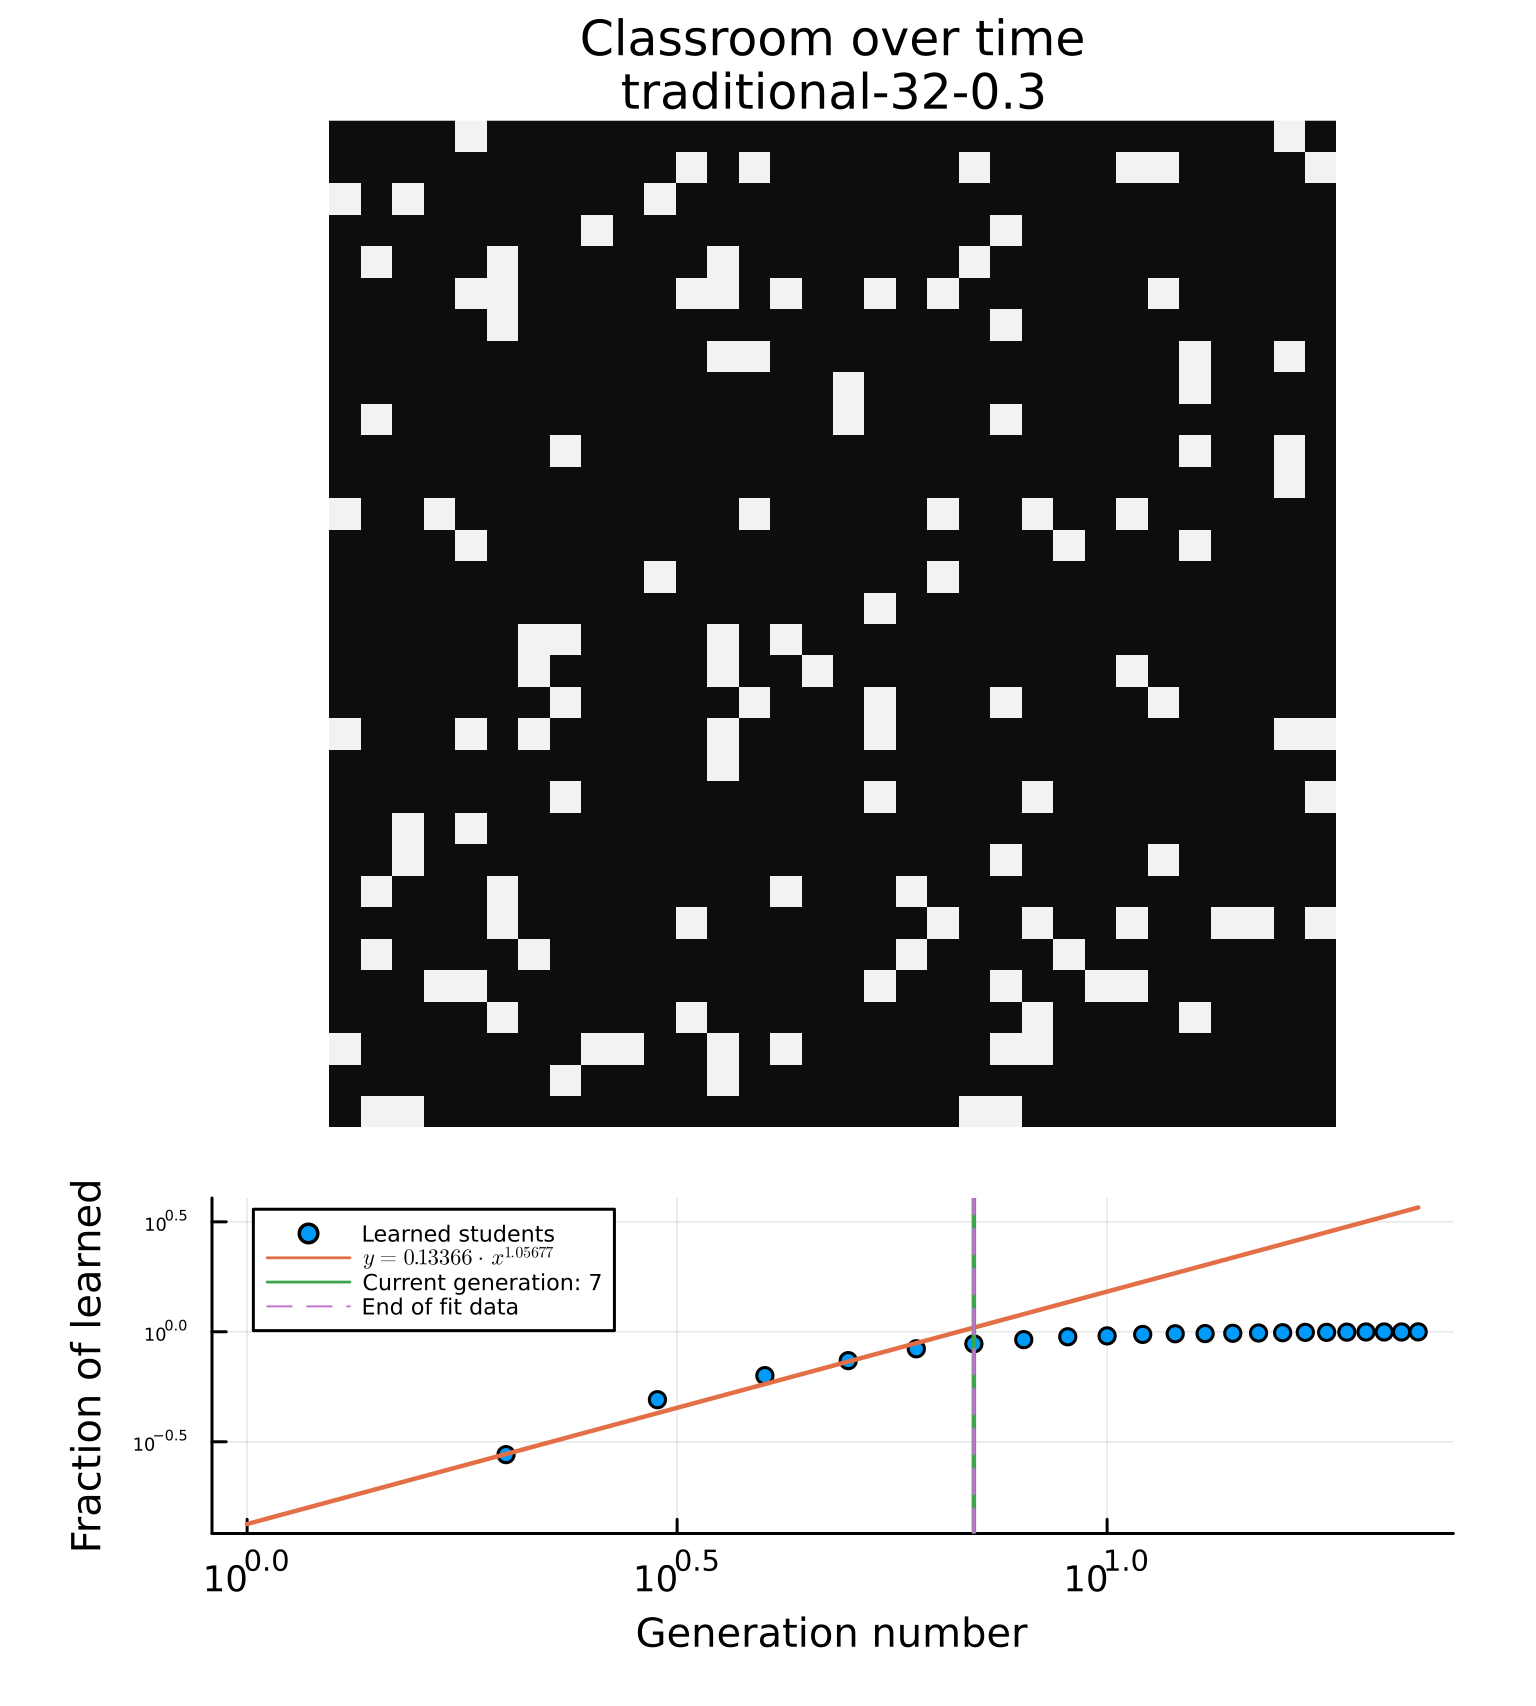 Classroom over time
traditional-32-0.3
Fraction of learned
10^0.5
10^0.0
10^−0.5
Learned students
y = 0.13366 · x^1.05677
Current generation: 7
End of fit data
10^0.0 10^0.5 10^1.0
Generation number